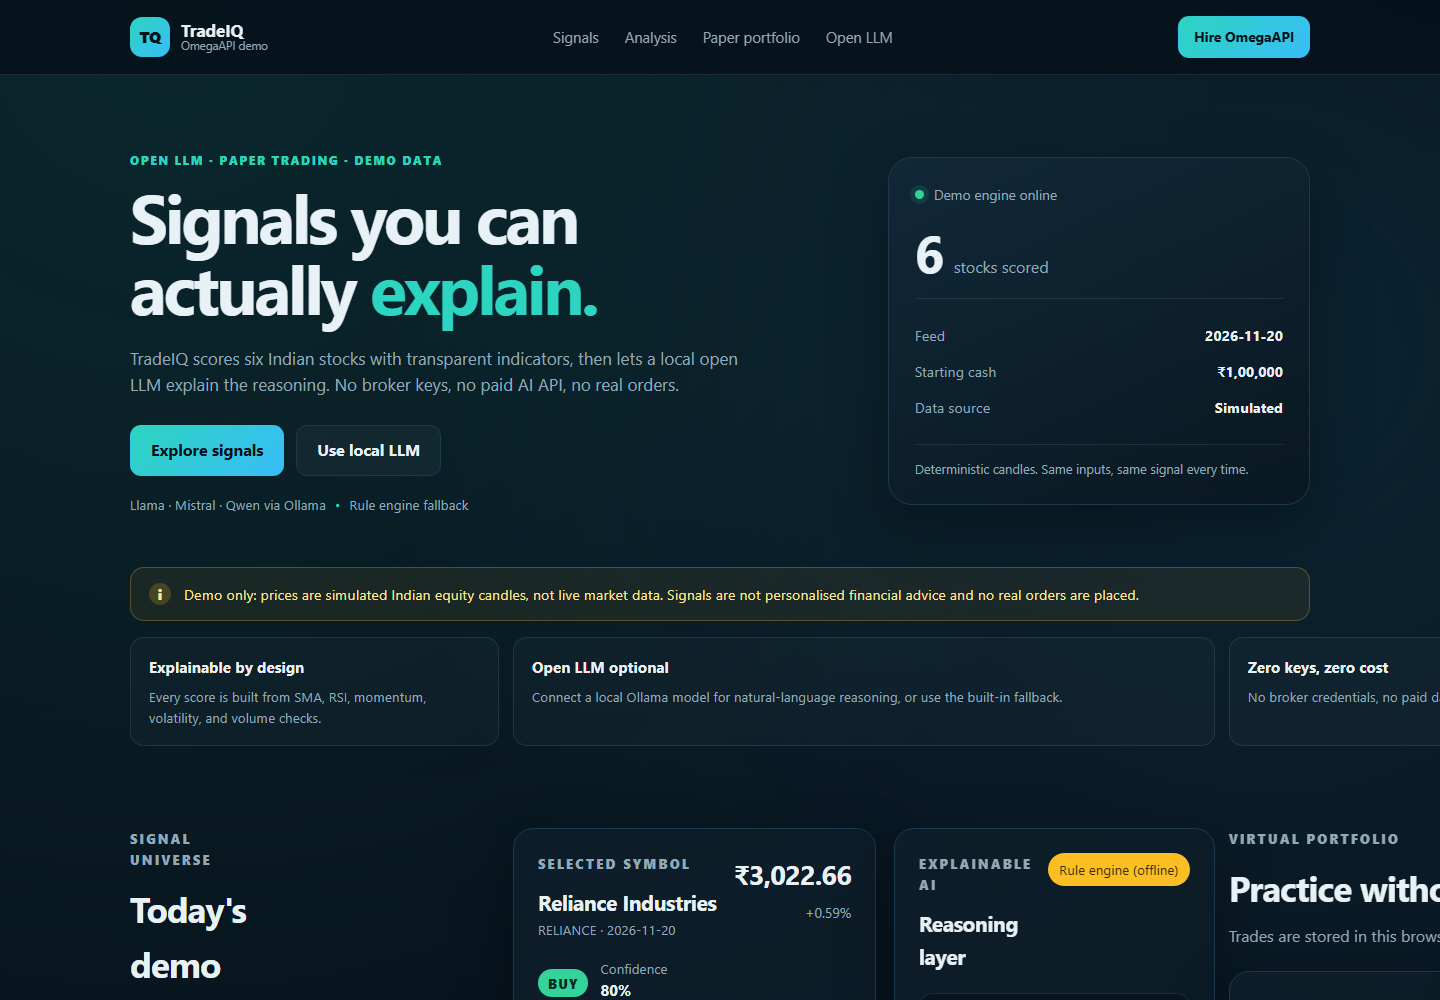 TQ
TradeIQ
OmegaAPI demo
Signals
Analysis
Paper portfolio
Open LLM
Hire OmegaAPI
OPEN LLM · PAPER TRADING · DEMO DATA
Signals you can
actually explain.
TradeIQ scores six Indian stocks with transparent indicators, then lets a local open
LLM explain the reasoning. No broker keys, no paid AI API, no real orders.
Explore signals
Use local LLM
Llama · Mistral · Qwen via Ollama • Rule engine fallback
Demo engine online
6 stocks scored
Feed 2026-11-20
Starting cash ₹1,00,000
Data source Simulated
Deterministic candles. Same inputs, same signal every time.
i
Demo only: prices are simulated Indian equity candles, not live market data. Signals are not personalised financial advice and no real orders are placed.
Explainable by design
Every score is built from SMA, RSI, momentum,
volatility, and volume checks.
Open LLM optional
Connect a local Ollama model for natural-language reasoning, or use the built-in fallback.
Zero keys, zero cost
No broker credentials, no paid
SIGNAL
UNIVERSE
Today's
demo
SELECTED SYMBOL
Reliance Industries
RELIANCE · 2026-11-20
₹3,022.66
+0.59%
BUY
Confidence
80%
EXPLAINABLE
AI
Rule engine (offline)
Reasoning
layer
VIRTUAL PORTFOLIO
Practice
Trades are stored in this